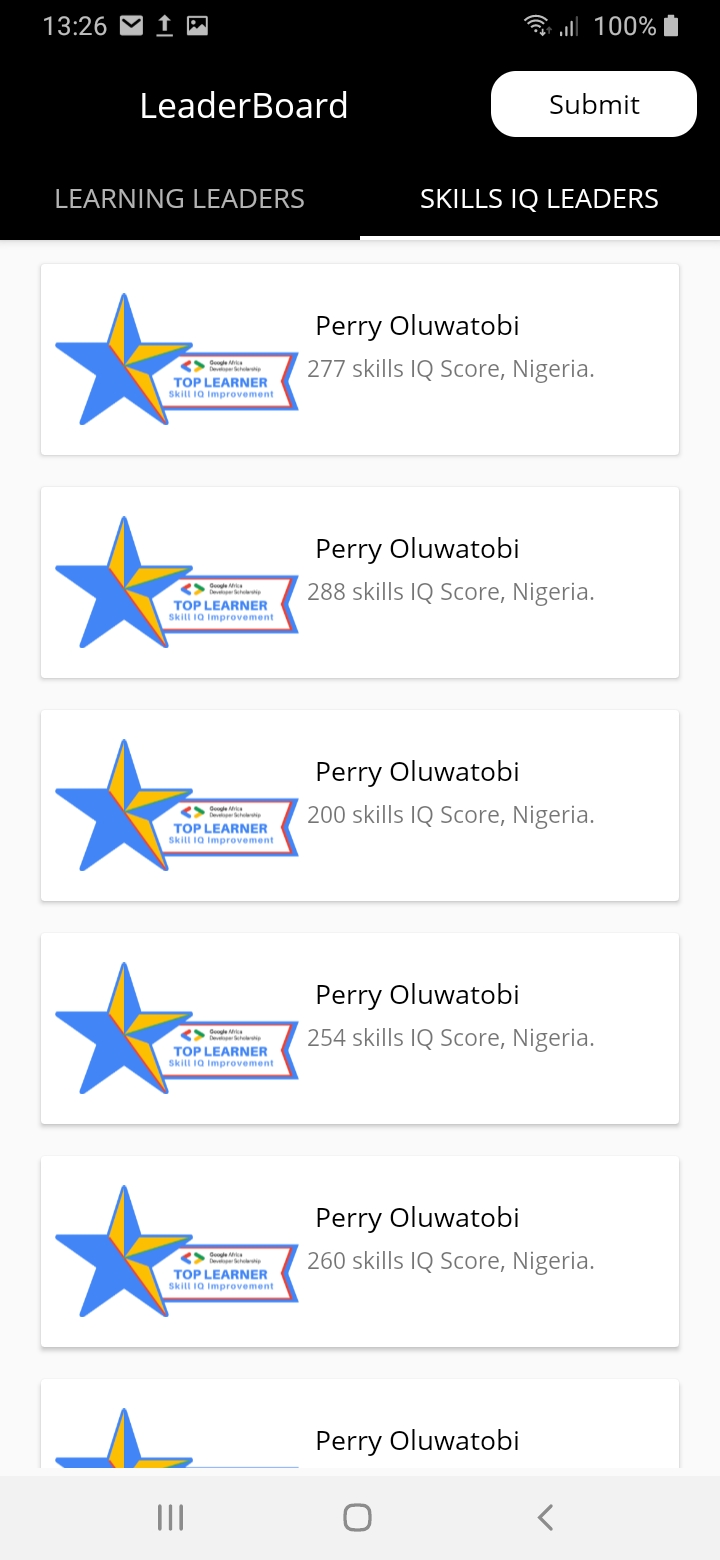 13:26 100%
LeaderBoard Submit
LEARNING LEADERS SKILLS IQ LEADERS
Perry Oluwatobi
277 skills IQ Score, Nigeria.
Google Africa
Developer Scholarship
TOP LEARNER
Skill IQ Improvement
Perry Oluwatobi
288 skills IQ Score, Nigeria.
Google Africa
Developer Scholarship
TOP LEARNER
Skill IQ Improvement
Perry Oluwatobi
200 skills IQ Score, Nigeria.
Google Africa
Developer Scholarship
TOP LEARNER
Skill IQ Improvement
Perry Oluwatobi
254 skills IQ Score, Nigeria.
Google Africa
Developer Scholarship
TOP LEARNER
Skill IQ Improvement
Perry Oluwatobi
260 skills IQ Score, Nigeria.
Google Africa
Developer Scholarship
TOP LEARNER
Skill IQ Improvement
Perry Oluwatobi